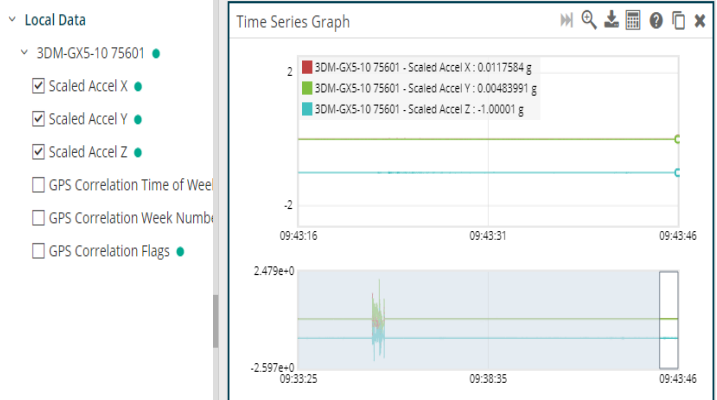 Local Data
3DM-GX5-10 75601
Scaled Accel X
Scaled Accel Y
Scaled Accel Z
GPS Correlation Time of Weel
GPS Correlation Week Numbe
GPS Correlation Flags
Time Series Graph
2
3DM-GX5-10 75601 - Scaled Accel X : 0.0117584 g
3DM-GX5-10 75601 - Scaled Accel Y : 0.00483991 g
3DM-GX5-10 75601 - Scaled Accel Z : -1.00001 g
-2
09:43:16 09:43:31 09:43:46
2.479e+0
-2.597e+0
09:33:25 09:38:35 09:43:46